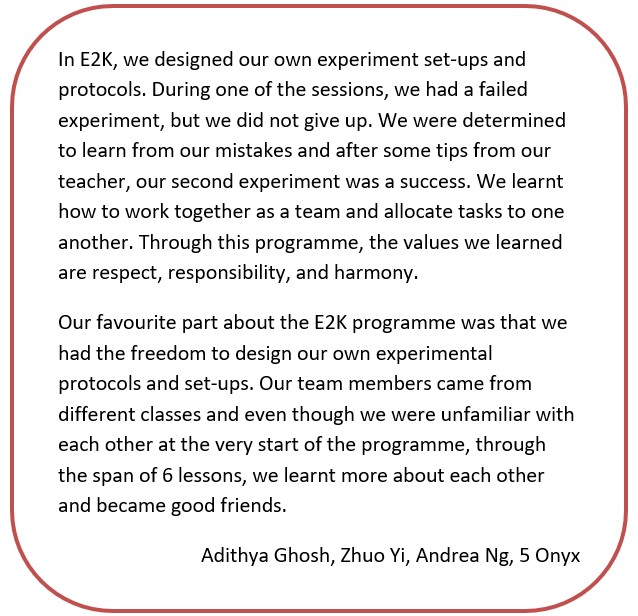 In E2K, we designed our own experiment set-ups and
protocols. During one of the sessions, we had a failed
experiment, but we did not give up. We were determined
to learn from our mistakes and after some tips from our
teacher, our second experiment was a success. We learnt
how to work together as a team and allocate tasks to one
another. Through this programme, the values we learned
are respect, responsibility, and harmony.
Our favourite part about the E2K programme was that we
had the freedom to design our own experimental
protocols and set-ups. Our team members came from
different classes and even though we were unfamiliar with
each other at the very start of the programme, through
the span of 6 lessons, we learnt more about each other
and became good friends.
Adithya Ghosh, Zhuo Yi, Andrea Ng, 5 Onyx